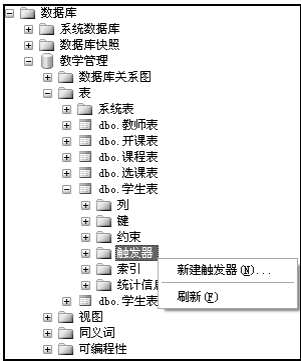 数据库
系统数据库
数据库快照
教学管理
数据库关系图
表
系统表
dbo.教师表
dbo.开课表
dbo.课程表
dbo.选课表
dbo.学生表
列
键
约束
触发器
索引
新建触发器(N)...
统计信息
刷新(F)
dbo.学生表
视图
同义词
可编程性